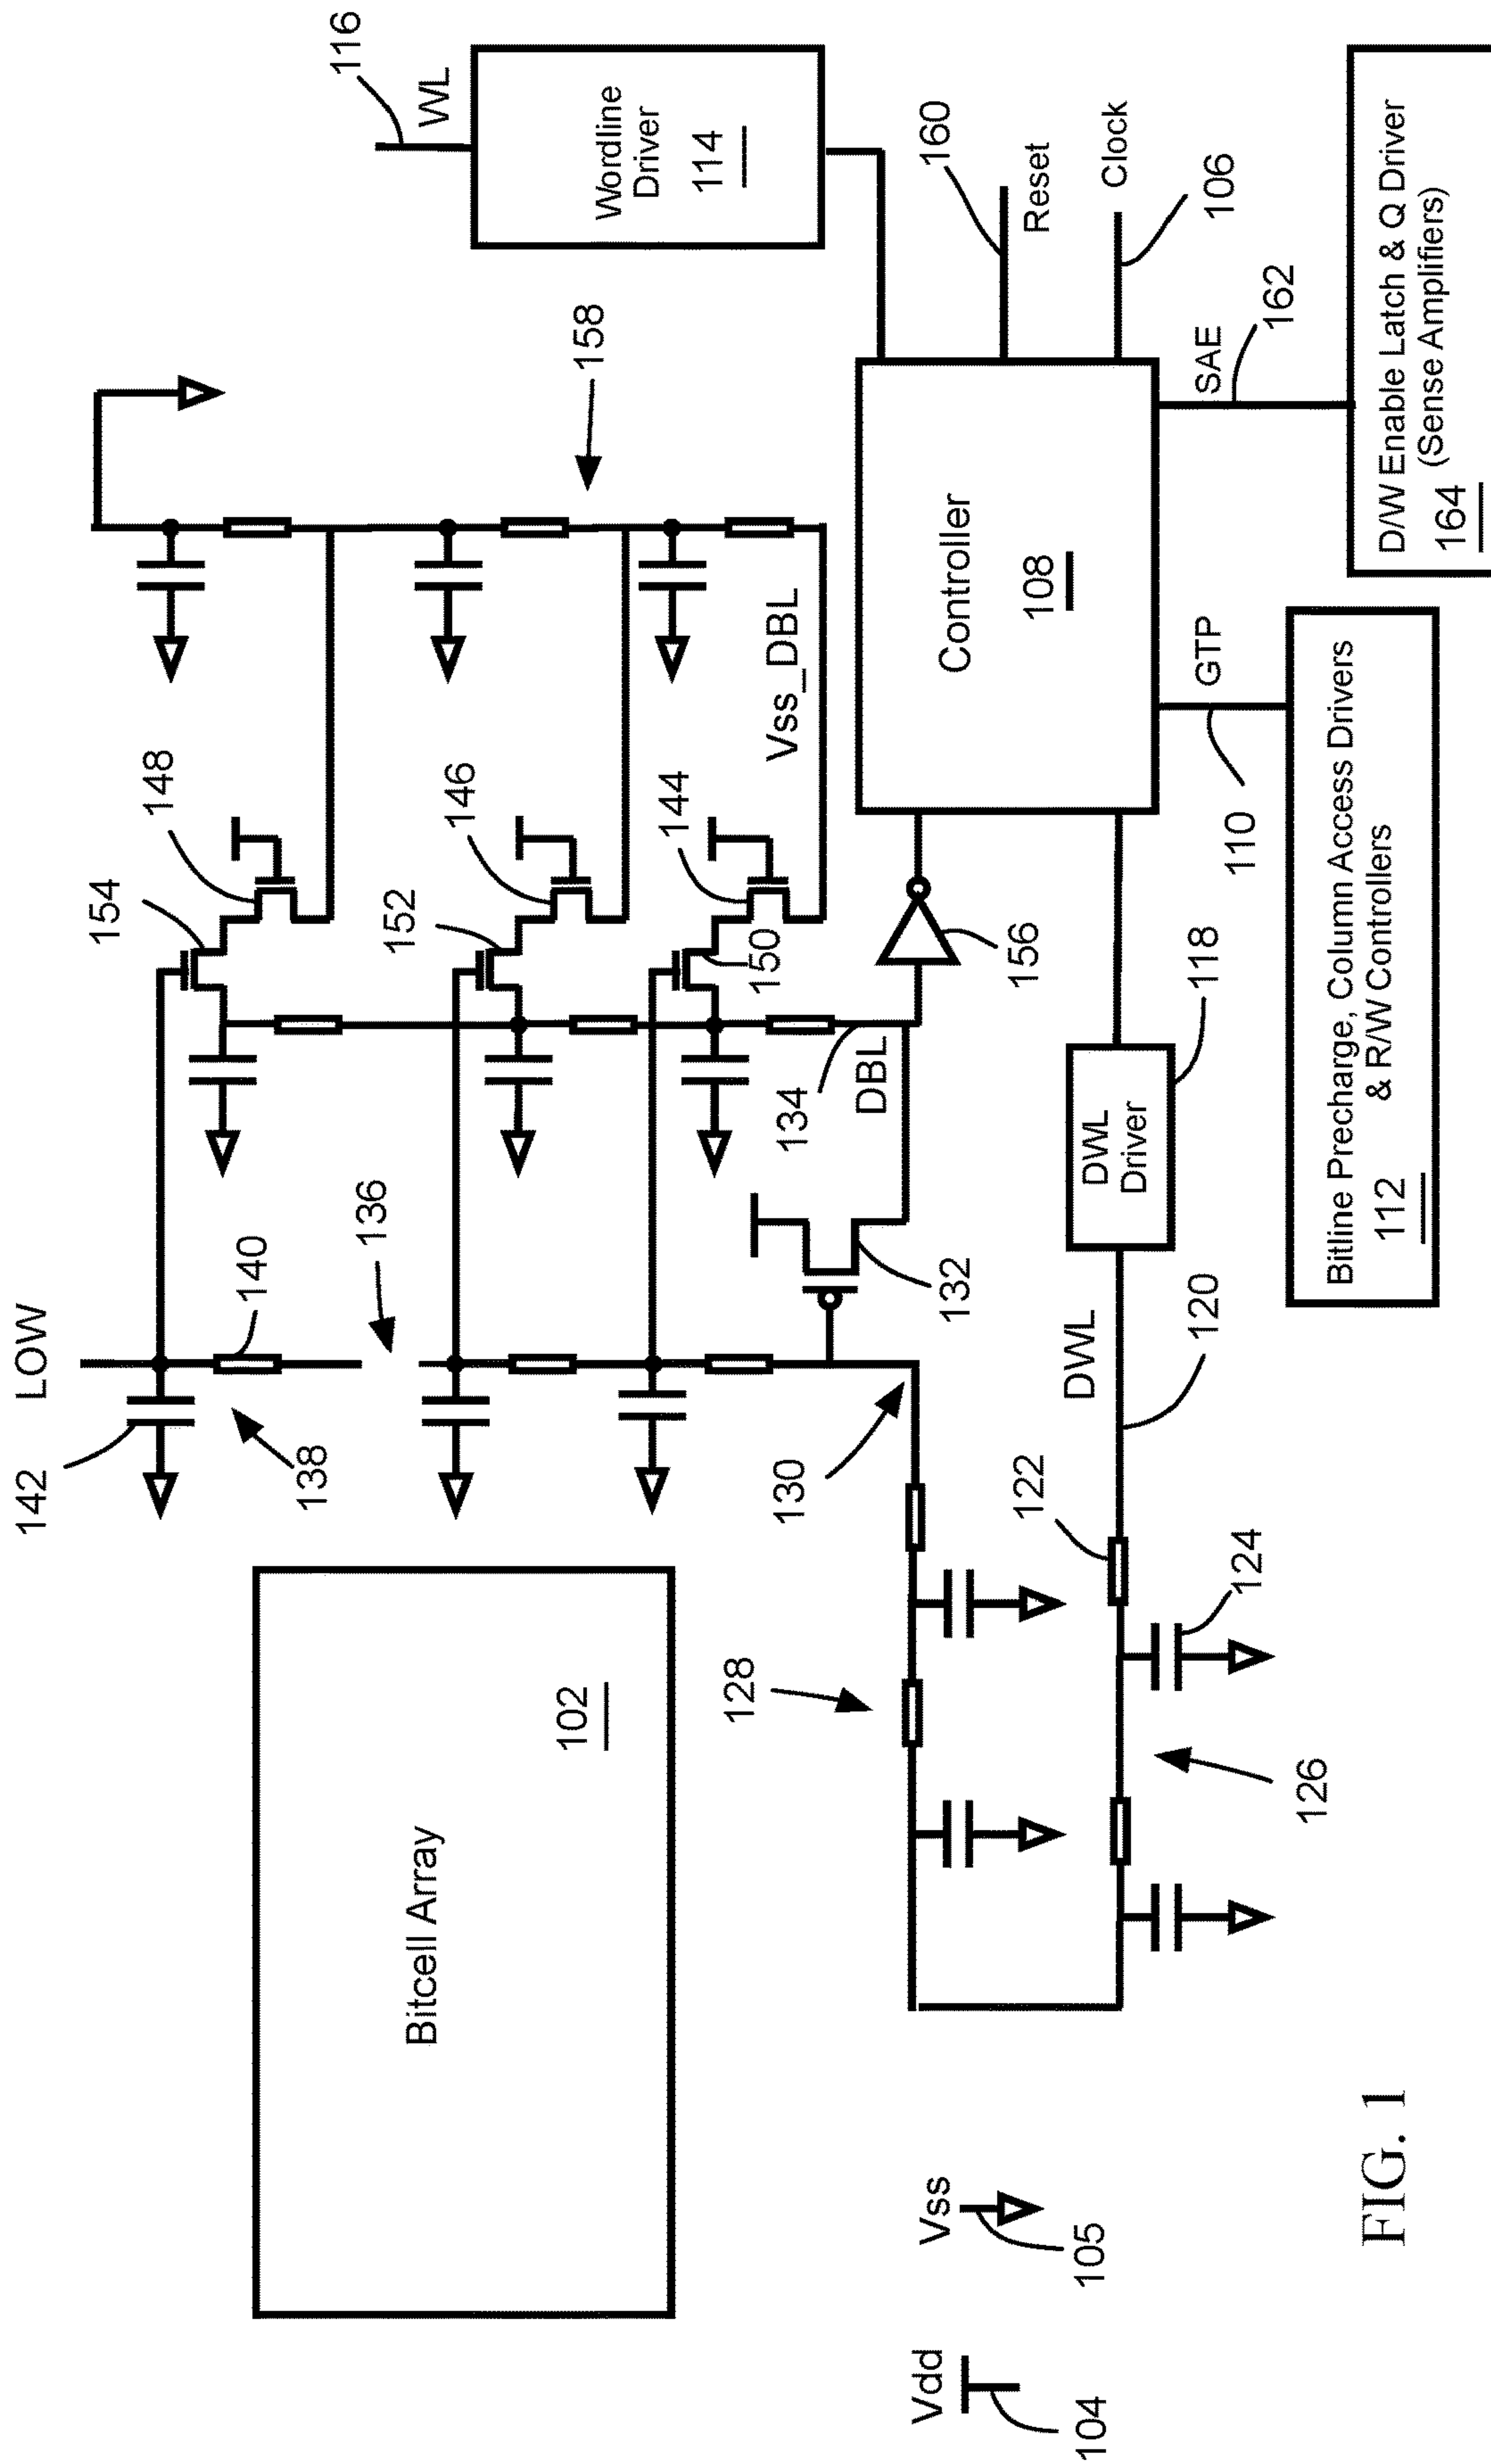 LOW
142
140
138
136
154
148
152
146
150
144
158
116
WL
Wordline
Driver
114
Vss_DBL
134
DBL
132
130
156
Controller
108
160
Reset
Clock
106
SAE
162
GTP
110
D/W Enable Latch & Q Driver
(Sense Amplifiers)
164
Bitline Precharge, Column Access Drivers
& R/W Controllers
112
DWL
Driver
118
DWL
120
122
124
126
128
Bitcell Array
102
Vdd
104
Vss
105
FIG. 1